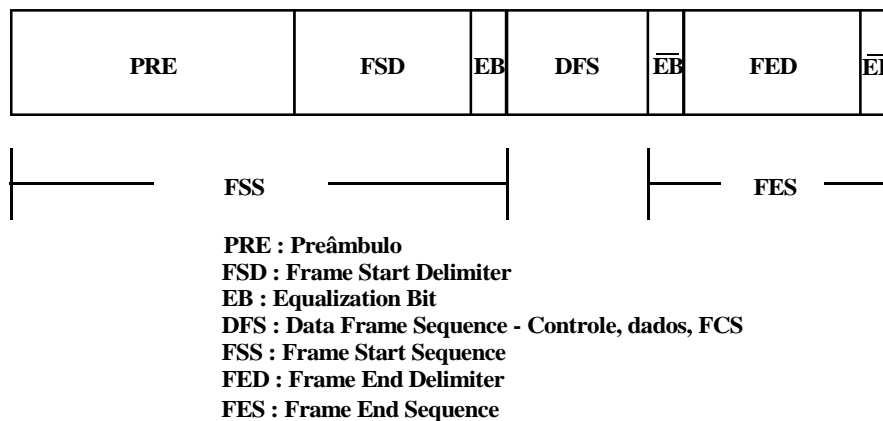 PRE FSD EB DFS E̅B̅ FED
FSS FES
PRE : Preâmbulo
FSD : Frame Start Delimiter
EB : Equalization Bit
DFS : Data Frame Sequence - Controle, dados, FCS
FSS : Frame Start Sequence
FED : Frame End Delimiter
FES : Frame End Sequence